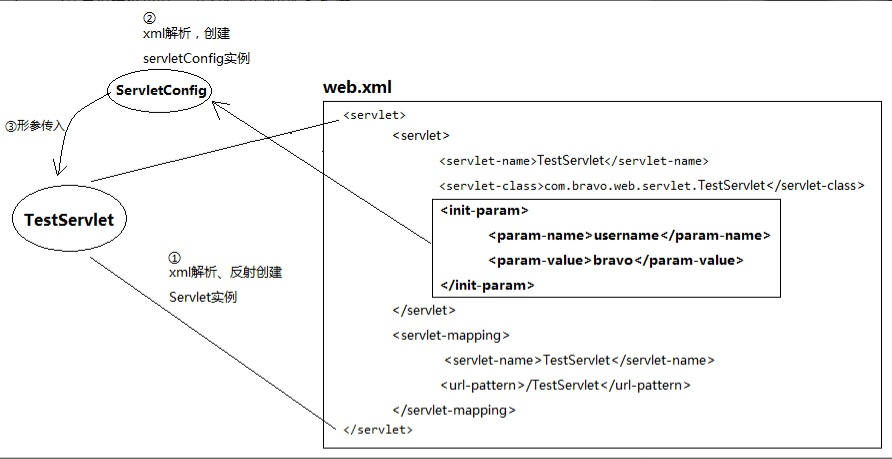 ②
xml解析，创建
servletConfig实例
ServletConfig
③形参传入
TestServlet
①
xml解析、反射创建
Servlet实例
web.xml
<servlet>
<servlet>
<servlet-name>TestServlet</servlet-name>
<servlet-class>com.bravo.web.servlet.TestServlet</servlet-class>
<init-param>
<param-name>username</param-name>
<param-value>bravo</param-value>
</init-param>
</servlet>
<servlet-mapping>
<servlet-name>TestServlet</servlet-name>
<url-pattern>/TestServlet</url-pattern>
</servlet-mapping>
</servlet>